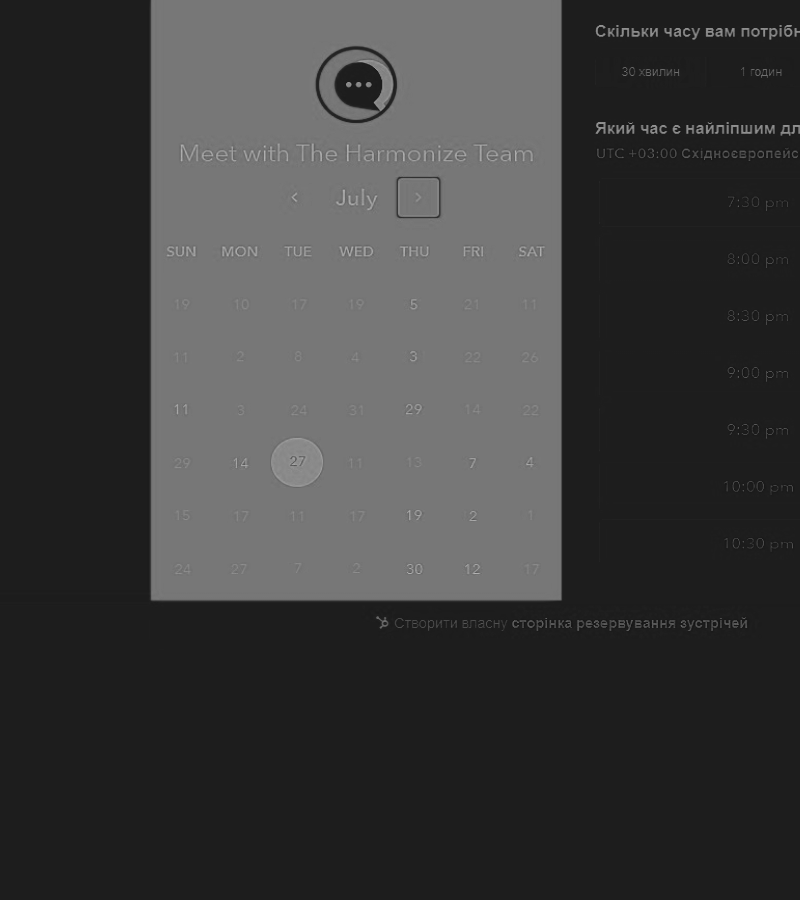 Скільки часу вам потрібн
30 хвилин 1 годин
Meet with The Harmonize Team
July
Який час є найліпшим дл
UTC +03:00 Східноєвропейс
SUN MON TUE WED THU FRI SAT
19 10 17 19 5 21 11
11 2 8 4 3 22 26
11 3 24 31 29 14 22
29 14 27 11 13 7 4
15 17 11 17 19 2 1
24 27 7 2 30 12 17
7:30 pm
8:00 pm
8:30 pm
9:00 pm
9:30 pm
10:00 pm
10:30 pm
Створити власну сторінка резервування зустрічей